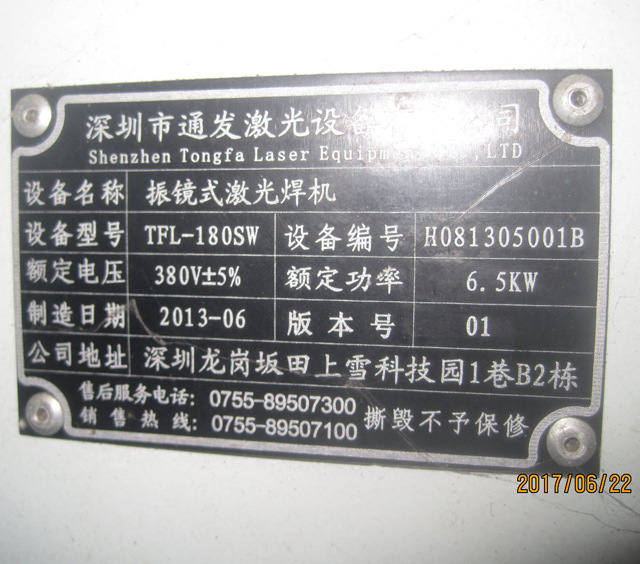 深圳市通发激光设备 司
Shenzhen Tongfa Laser Equipm Co., LTD
设备名称 振镜式激光焊机
设备型号 TFL-180SW 设备编号 H081305001B
额定电压 380V±5% 额定功率 6.5KW
制造日期 2013-06 版本号 01
公司地址 深圳龙岗坂田上雪科技园1巷B2栋
售后服务电话: 0755-89507300
销售热线: 0755-89507100 撕毁不予保修
2017/06/22